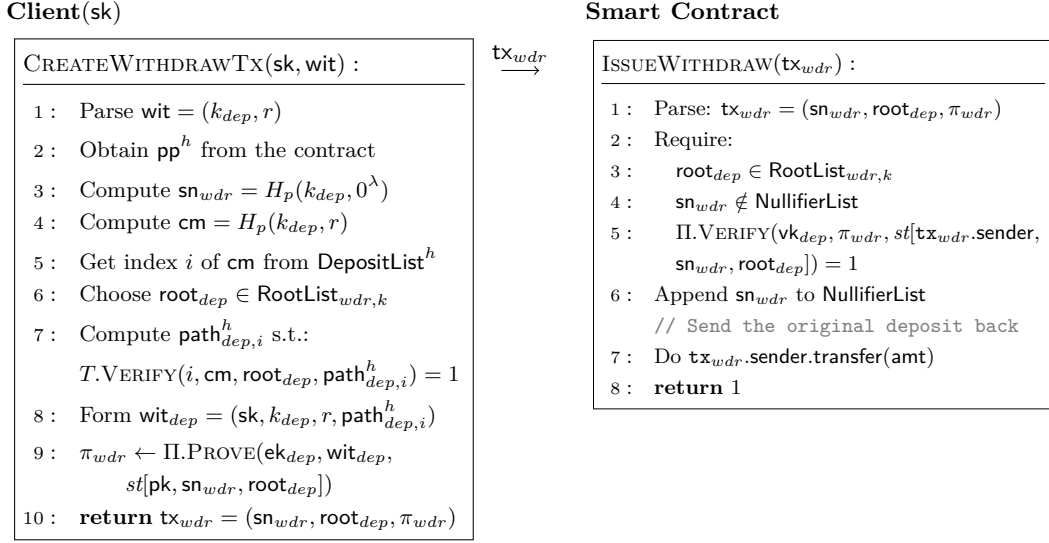 Client(sk)
CreateWithdrawTx(sk, wit) :
1 : Parse wit = (k_dep, r)
2 : Obtain pp^h from the contract
3 : Compute sn_wdr = H_p(k_dep, 0^λ)
4 : Compute cm = H_p(k_dep, r)
5 : Get index i of cm from DepositList^h
6 : Choose root_dep ∈ RootList_wdr,k
7 : Compute path^h_dep,i s.t.:
T.Verify(i, cm, root_dep, path^h_dep,i) = 1
8 : Form wit_dep = (sk, k_dep, r, path^h_dep,i)
9 : π_wdr ← Π.Prove(ek_dep, wit_dep,
st[pk, sn_wdr, root_dep])
10 : return tx_wdr = (sn_wdr, root_dep, π_wdr)
tx_wdr
⟶
Smart Contract
IssueWithdraw(tx_wdr) :
1 : Parse: tx_wdr = (sn_wdr, root_dep, π_wdr)
2 : Require:
3 : root_dep ∈ RootList_wdr,k
4 : sn_wdr ∉ NullifierList
5 : Π.Verify(vk_dep, π_wdr, st[tx_wdr.sender,
sn_wdr, root_dep]) = 1
6 : Append sn_wdr to NullifierList
// Send the original deposit back
7 : Do tx_wdr.sender.transfer(amt)
8 : return 1